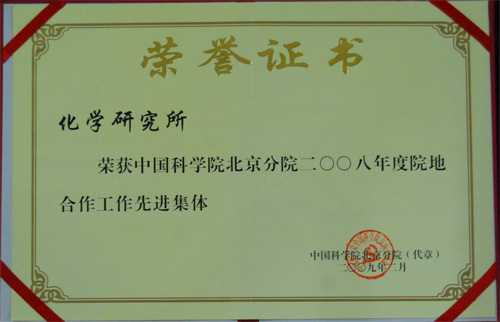 荣誉证书
化学研究所
荣获中国科学院北京分院二〇〇八年度院地
合作工作先进集体
中国科学院北京分院（代章）
二〇〇九年二月